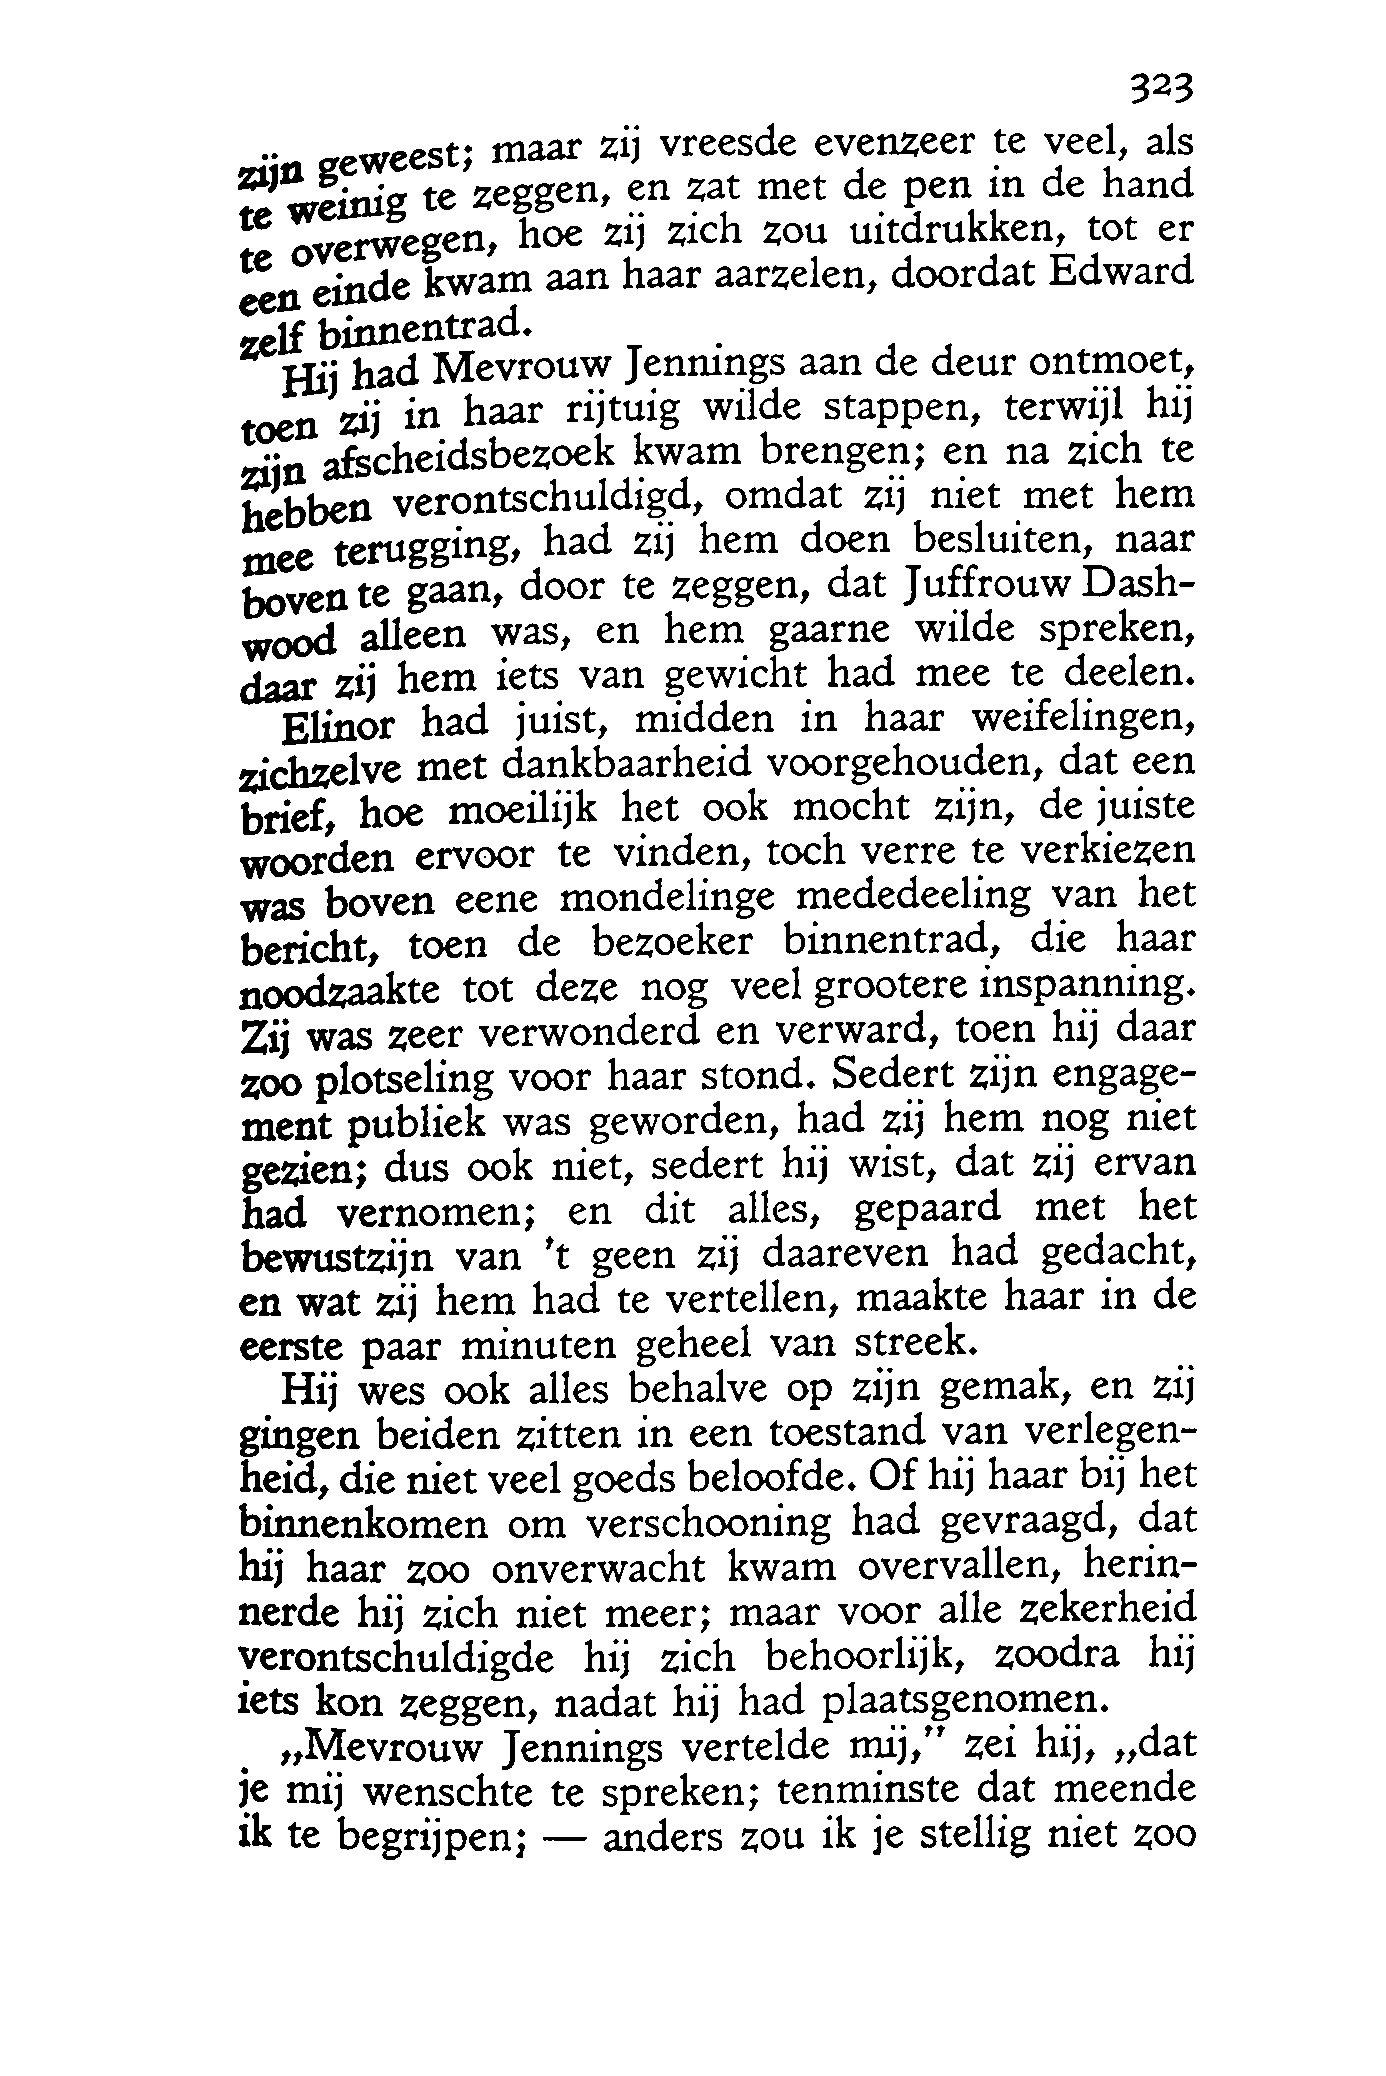 323
zijn geweest; maar zij vreesde evenzeer te veel, als
te weinig te zeggen, en zat met de pen in de hand
te overwegen, hoe zij zich zou uitdrukken, tot er
een einde kwam aan haar aarzelen, doordat Edward
zelf binnentrad.
Hij had Mevrouw Jennings aan de deur ontmoet,
toen zij in haar rijtuig wilde stappen, terwijl hij
zijn afscheidsbezoek kwam brengen; en na zich te
hebben verontschuldigd, omdat zij niet met hem
mee terugging, had zij hem doen besluiten, naar
boven te gaan, door te zeggen, dat Juffrouw Dash-
wood alleen was, en hem gaarne wilde spreken,
daar zij hem iets van gewicht had mee te deelen.
Elinor had juist, midden in haar weifelingen,
zichzelve met dankbaarheid voorgehouden, dat een
brief, hoe moeilijk het ook mocht zijn, de juiste
woorden ervoor te vinden, toch verre te verkiezen
was boven eene mondelinge mededeeling van het
bericht, toen de bezoeker binnentrad, die haar
noodzaakte tot deze nog veel grootere inspanning.
Zij was zeer verwonderd en verward, toen hij daar
zoo plotseling voor haar stond. Sedert zijn engage-
ment publiek was geworden, had zij hem nog niet
gezien; dus ook niet, sedert hij wist, dat zij ervan
had vernomen; en dit alles, gepaard met het
bewustzijn van 't geen zij daareven had gedacht,
en wat zij hem had te vertellen, maakte haar in de
eerste paar minuten geheel van streek.
Hij wes ook alles behalve op zijn gemak, en zij
gingen beiden zitten in een toestand van verlegen-
heid, die niet veel goeds beloofde. Of hij haar bij het
binnenkomen om verschooning had gevraagd, dat
hij haar zoo onverwacht kwam overvallen, herin-
nerde hij zich niet meer; maar voor alle zekerheid
verontschuldigde hij zich behoorlijk, zoodra hij
iets kon zeggen, nadat hij had plaatsgenomen.
„Mevrouw Jennings vertelde mij,” zei hij, „dat
je mij wenschte te spreken; tenminste dat meende
ik te begrijpen; — anders zou ik je stellig niet zoo